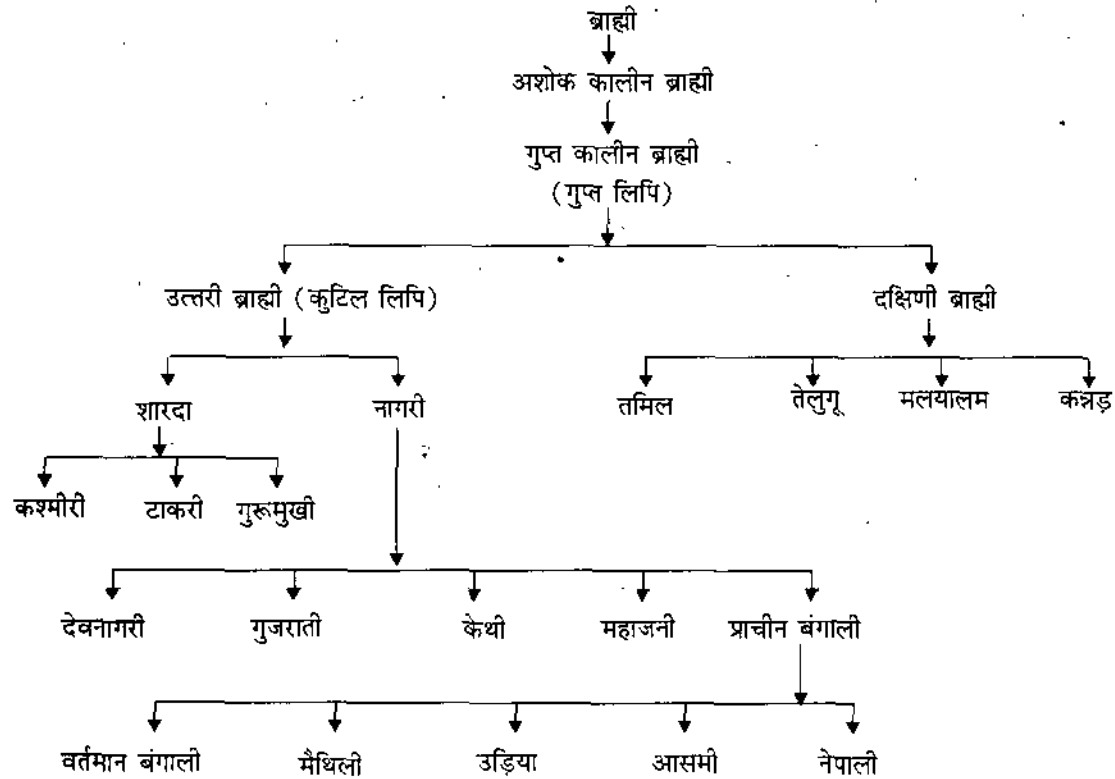 ब्राह्मी
अशोक कालीन ब्राह्मी
गुप्त कालीन ब्राह्मी
(गुप्त लिपि)
उत्तरी ब्राह्मी (कुटिल लिपि) दक्षिणी ब्राह्मी
शारदा नागरी तमिल तेलुगू मलयालम कन्नड़
कश्मीरी टाकरी गुरूमुखी
देवनागरी गुजराती केथी महाजनी प्राचीन बंगाली
वर्तमान बंगाली मैथिली उड़िया आसमी नेपाली